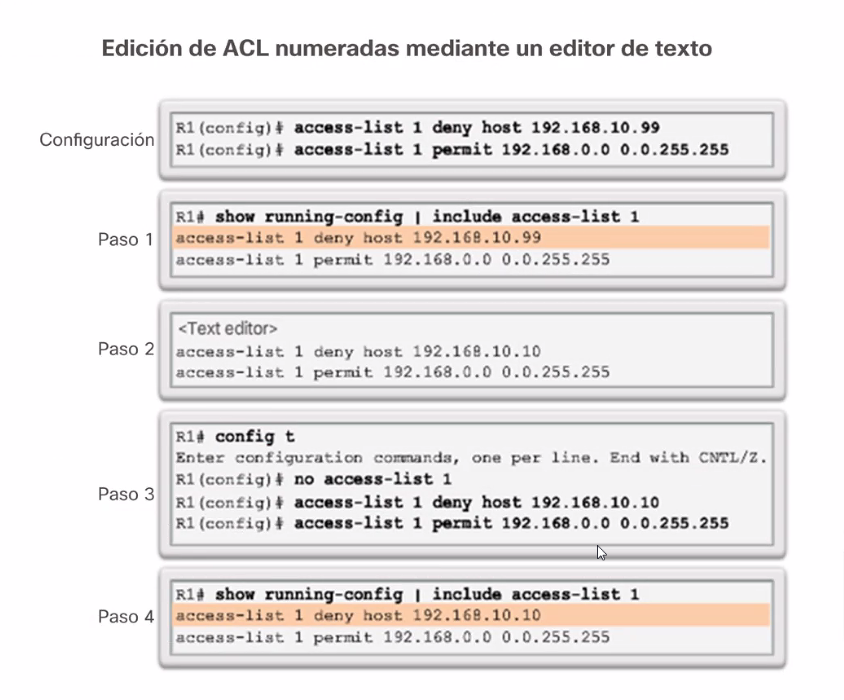 Edición de ACL numeradas mediante un editor de texto
Configuración
R1(config)# access-list 1 deny host 192.168.10.99
R1(config)# access-list 1 permit 192.168.0.0 0.0.255.255
Paso 1
R1# show running-config | include access-list 1
access-list 1 deny host 192.168.10.99
access-list 1 permit 192.168.0.0 0.0.255.255
Paso 2
<Text editor>
access-list 1 deny host 192.168.10.10
access-list 1 permit 192.168.0.0 0.0.255.255
Paso 3
R1# config t
Enter configuration commands, one per line. End with CNTL/Z.
R1(config)# no access-list 1
R1(config)# access-list 1 deny host 192.168.10.10
R1(config)# access-list 1 permit 192.168.0.0 0.0.255.255
Paso 4
R1# show running-config | include access-list 1
access-list 1 deny host 192.168.10.10
access-list 1 permit 192.168.0.0 0.0.255.255